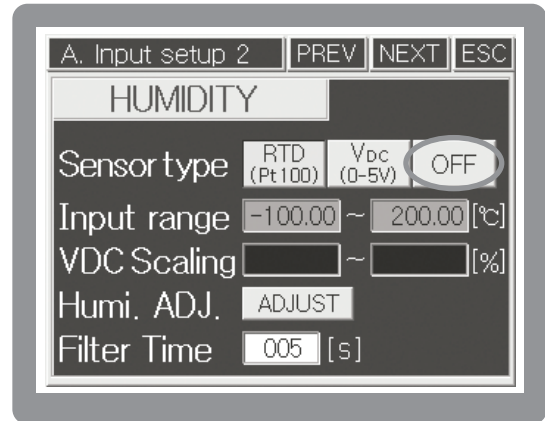 A. Input setup 2 PREV NEXT ESC
HUMIDITY
Sensor type RTD (Pt100) VDC (0-5V) OFF
Input range -100.00 ~ 200.00 [℃]
VDC Scaling ~ [%]
Humi. ADJ. ADJUST
Filter Time 005 [s]